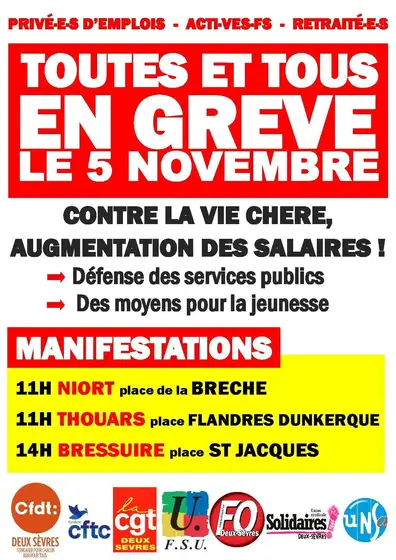 PRIVÉ-E-S D'EMPLOIS - ACTI-VES-FS - RETRAITÉ-E-S
TOUTES ET TOUS
EN GREVE
LE 5 NOVEMBRE
CONTRE LA VIE CHERE,
AUGMENTATION DES SALAIRES !
Défense des services publics
Des moyens pour la jeunesse
MANIFESTATIONS
11H NIORT place de la BRECHE
11H THOUARS place FLANDRES DUNKERQUE
14H BRESSUIRE place ST JACQUES
Cfdt:
DEUX SÈVRES
cftc
la
cgt
DEUX
SEVRES
U.
F.S.U.
FO
Deux-Sèvres
Union syndicale
Solidaires
DEUX-SÈVRES
UNSa